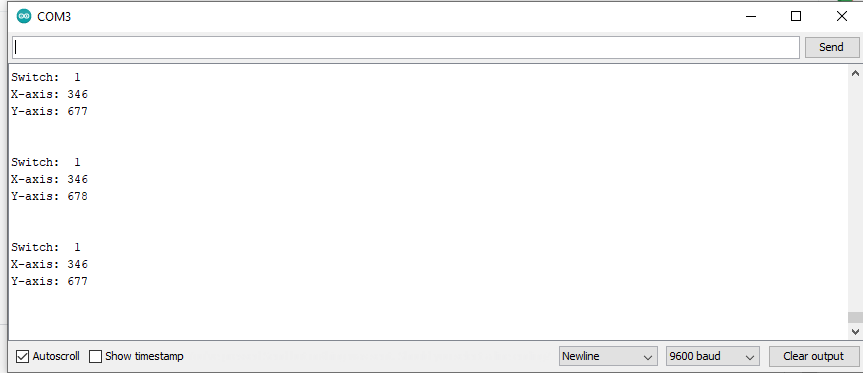 COM3
Send
Switch:  1
X-axis: 346
Y-axis: 677
Switch:  1
X-axis: 346
Y-axis: 678
Switch:  1
X-axis: 346
Y-axis: 677
Autoscroll Show timestamp Newline 9600 baud Clear output